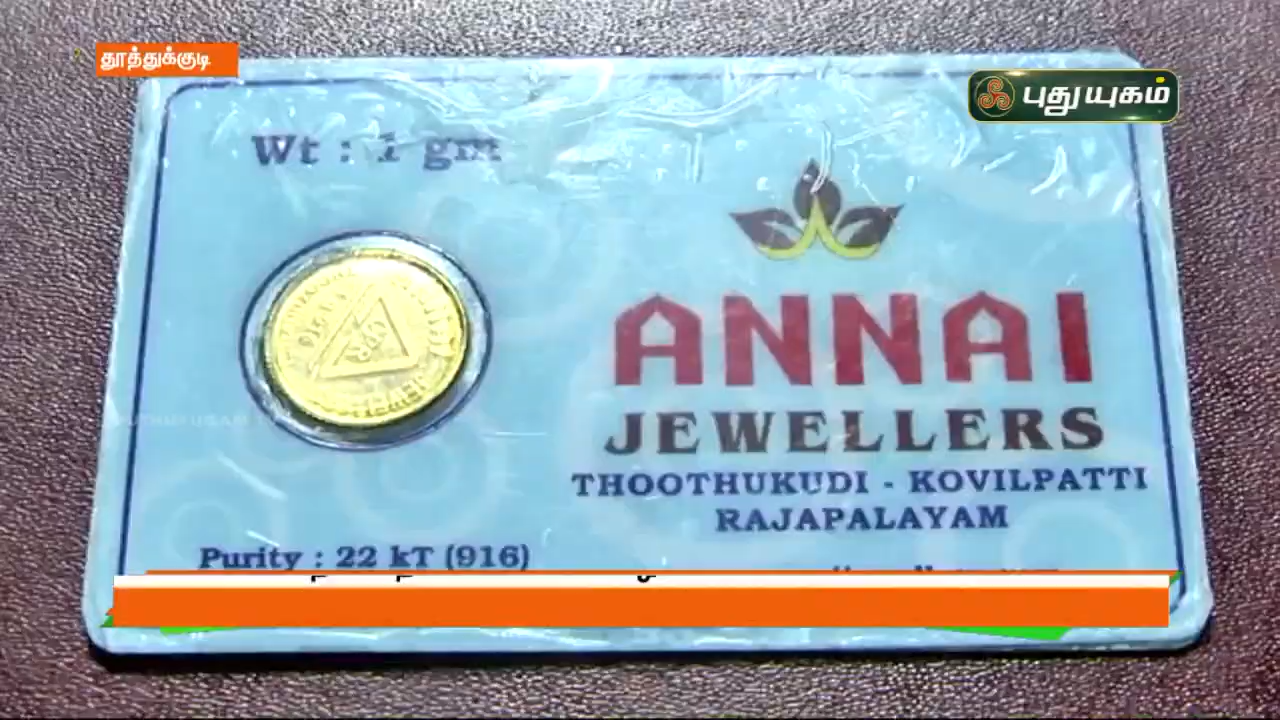 தூத்துக்குடி
புதுயுகம்
Wt : 1 gm
ANNAI
JEWELLERS
THOOTHUKUDI - KOVILPATTI
RAJAPALAYAM
Purity : 22 kT (916)